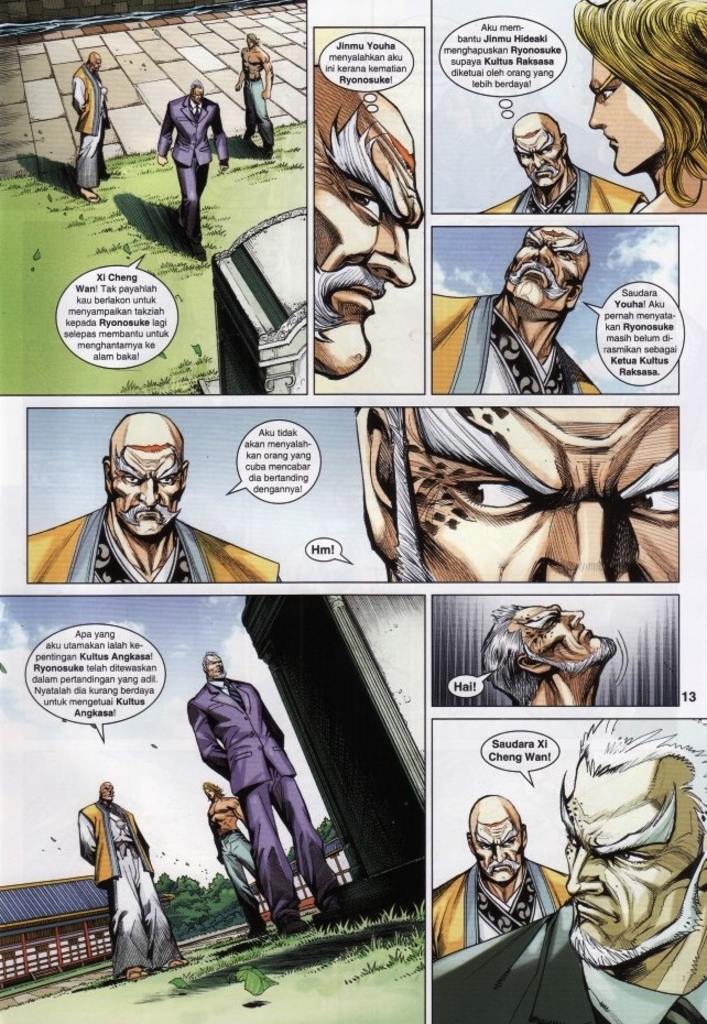 Xi Cheng
Wan! Tak payahlah
kau berlakon untuk
menyampaikan takziah
kepada Ryonosuke lagi
selepas membantu untuk
menghantarnya ke
alam baka!
Jinmu Youha
menyalahkan aku
ini kerana kematian
Ryonosuke!
Aku mem-
bantu Jinmu Hideaki
menghapuskan Ryonosuke
supaya Kultus Raksasa
diketuai oleh orang yang
lebih berdaya!
Saudara
Youha! Aku
pernah menyata-
kan Ryonosuke
masih belum di-
rasmikan sebagai
Ketua Kultus
Raksasa.
Aku tidak
akan menyalah-
kan orang yang
cuba mencabar
dia bertanding
dengannya!
Hm!
Apa yang
aku utamakan ialah ke-
pentingan Kultus Angkasa!
Ryonosuke telah ditewaskan
dalam pertandingan yang adil.
Nyatalah dia kurang berdaya
untuk mengetuai Kultus
Angkasa!
Hai!
13
Saudara Xi
Cheng Wan!